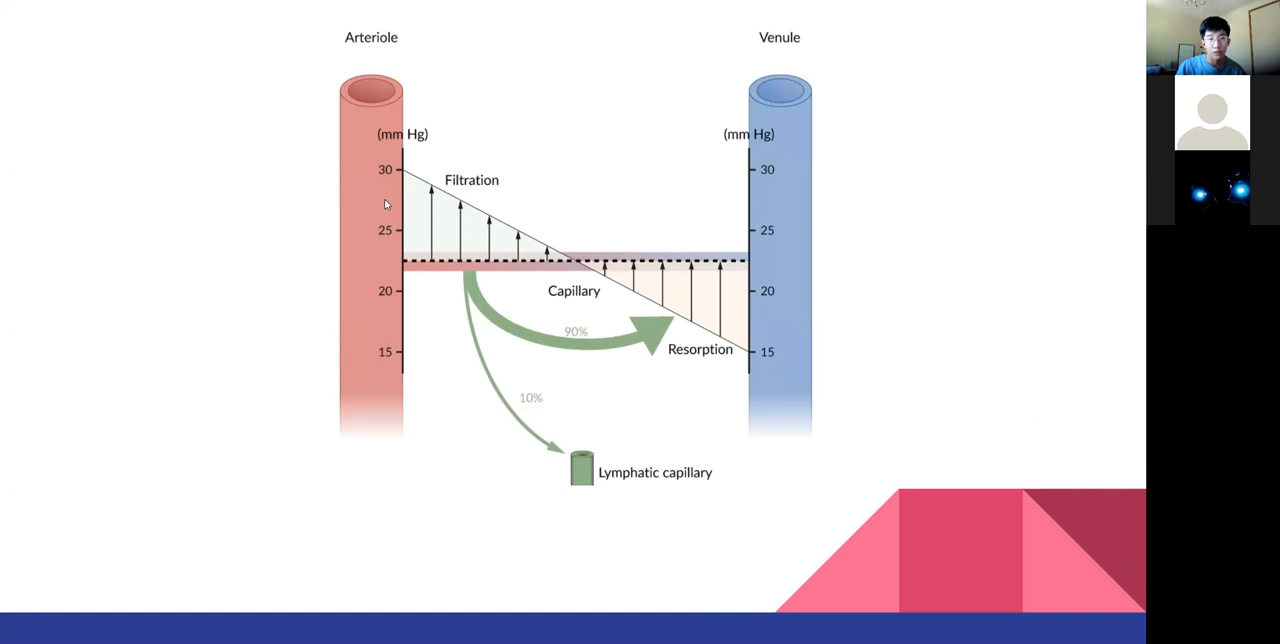 Arteriole
Venule
(mm Hg)
(mm Hg)
30
Filtration
30
25
25
20
Capillary
20
90%
15
Resorption
15
10%
Lymphatic capillary